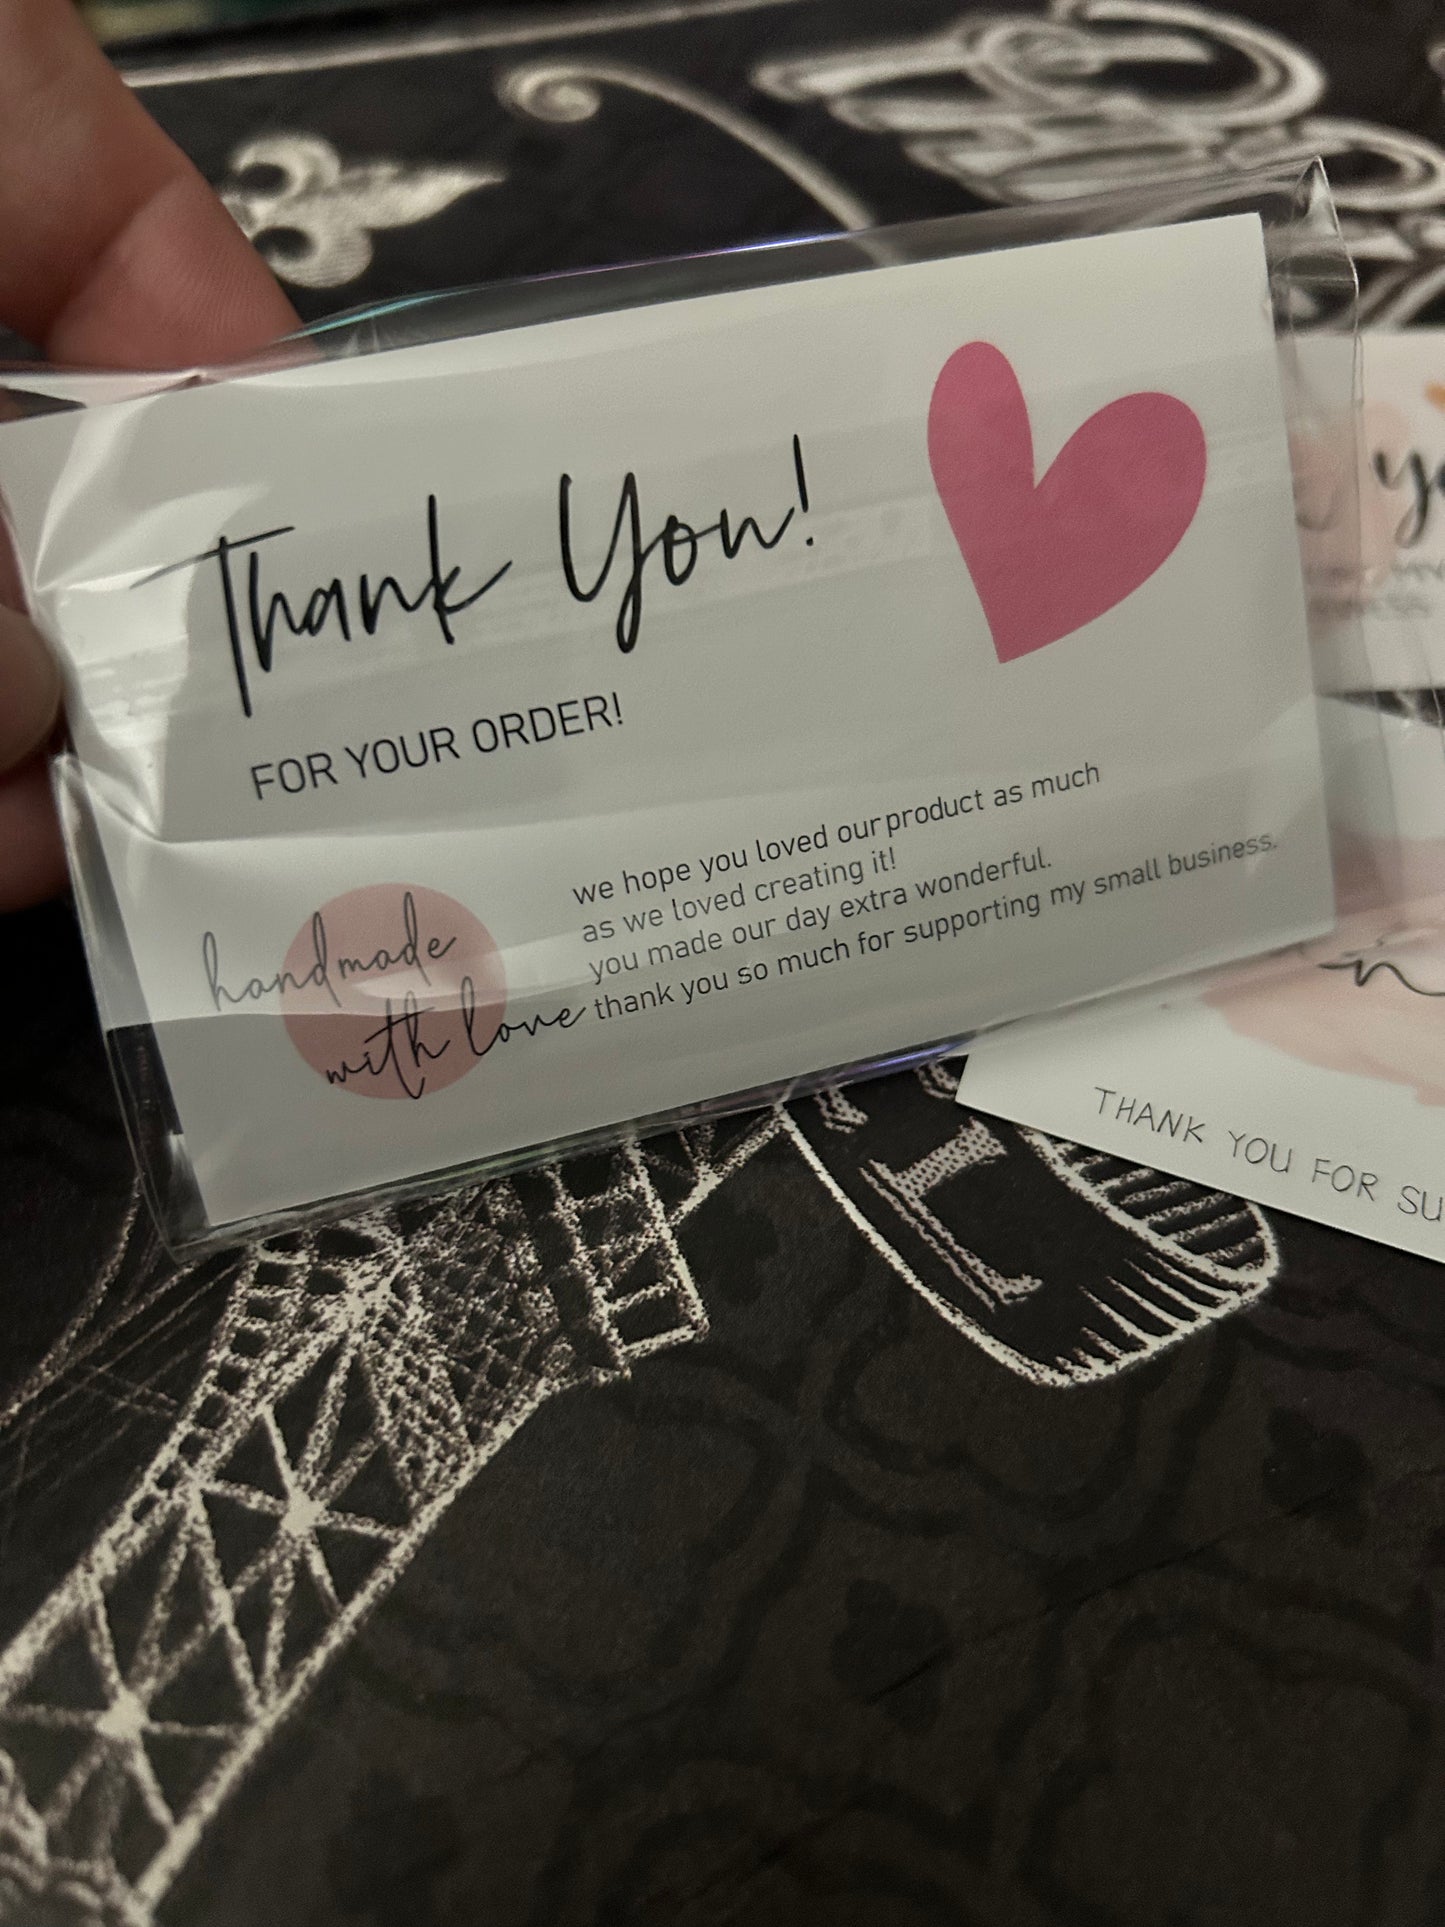 Thank You!
FOR YOUR ORDER!
we hope you loved our product as much
as we loved creating it!
you made our day extra wonderful.
thank you so much for supporting my small business.
handmade
with love
THANK YOU FOR SU